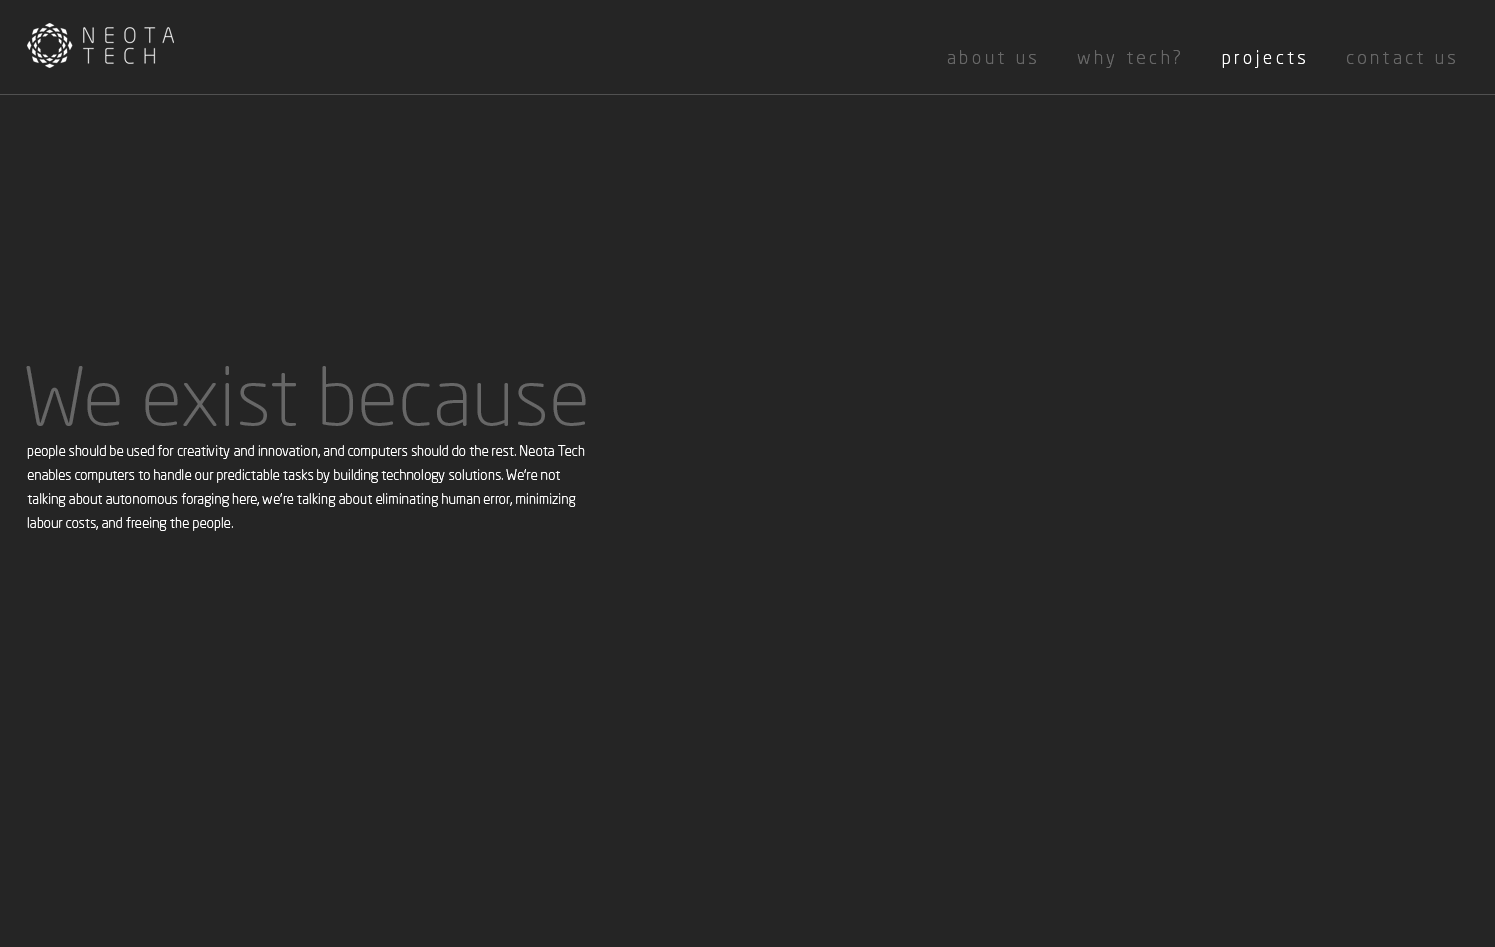 NEOTA
TECH
about us why tech? projects contact us
We exist because
people should be used for creativity and innovation, and computers should do the rest. Neota Tech
enables computers to handle our predictable tasks by building technology solutions. We're not
talking about autonomous foraging here, we're talking about eliminating human error, minimizing
labour costs, and freeing the people.